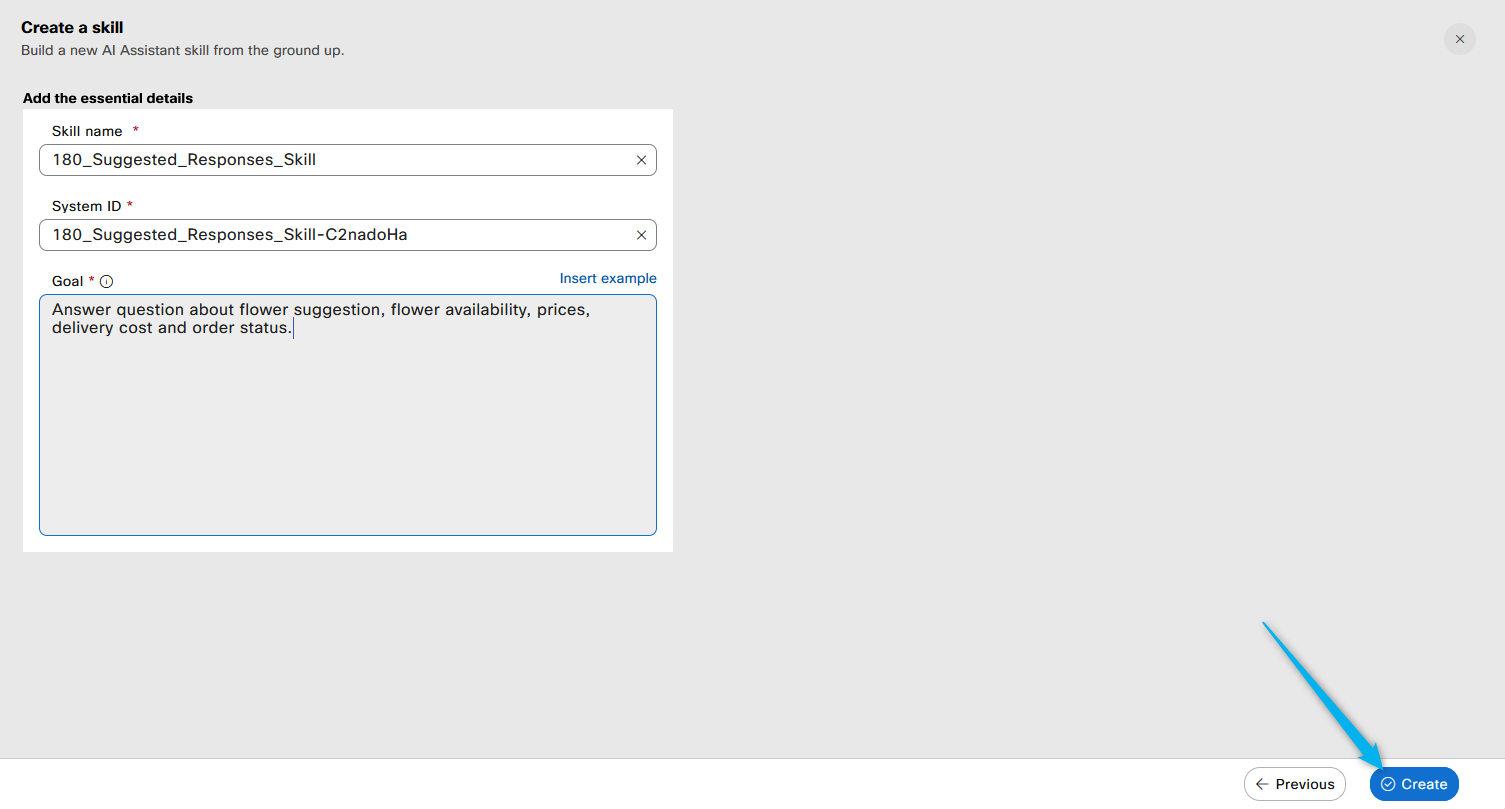 Create a skill
Build a new AI Assistant skill from the ground up.
Add the essential details
Skill name *
180_Suggested_Responses_Skill
System ID *
180_Suggested_Responses_Skill-C2nadoHa
Goal *
Insert example
Answer question about flower suggestion, flower availability, prices,
delivery cost and order status.
Previous
Create